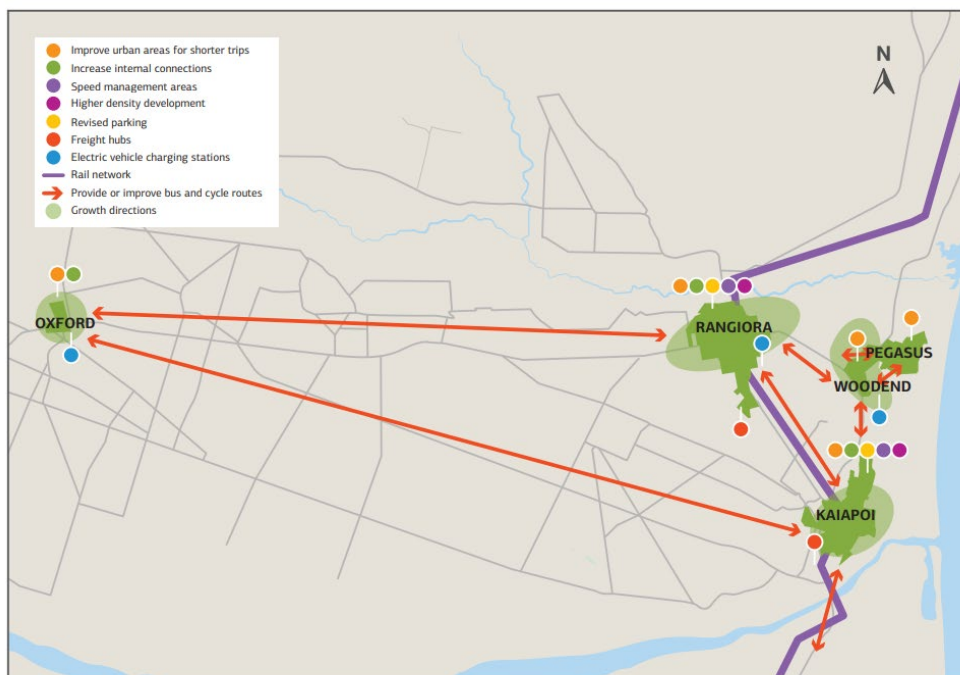 Improve urban areas for shorter trips
Increase internal connections
Speed management areas
Higher density development
Revised parking
Freight hubs
Electric vehicle charging stations
Rail network
Provide or improve bus and cycle routes
Growth directions
N
OXFORD
RANGIORA
PEGASUS
WOODEND
KAIAPOI